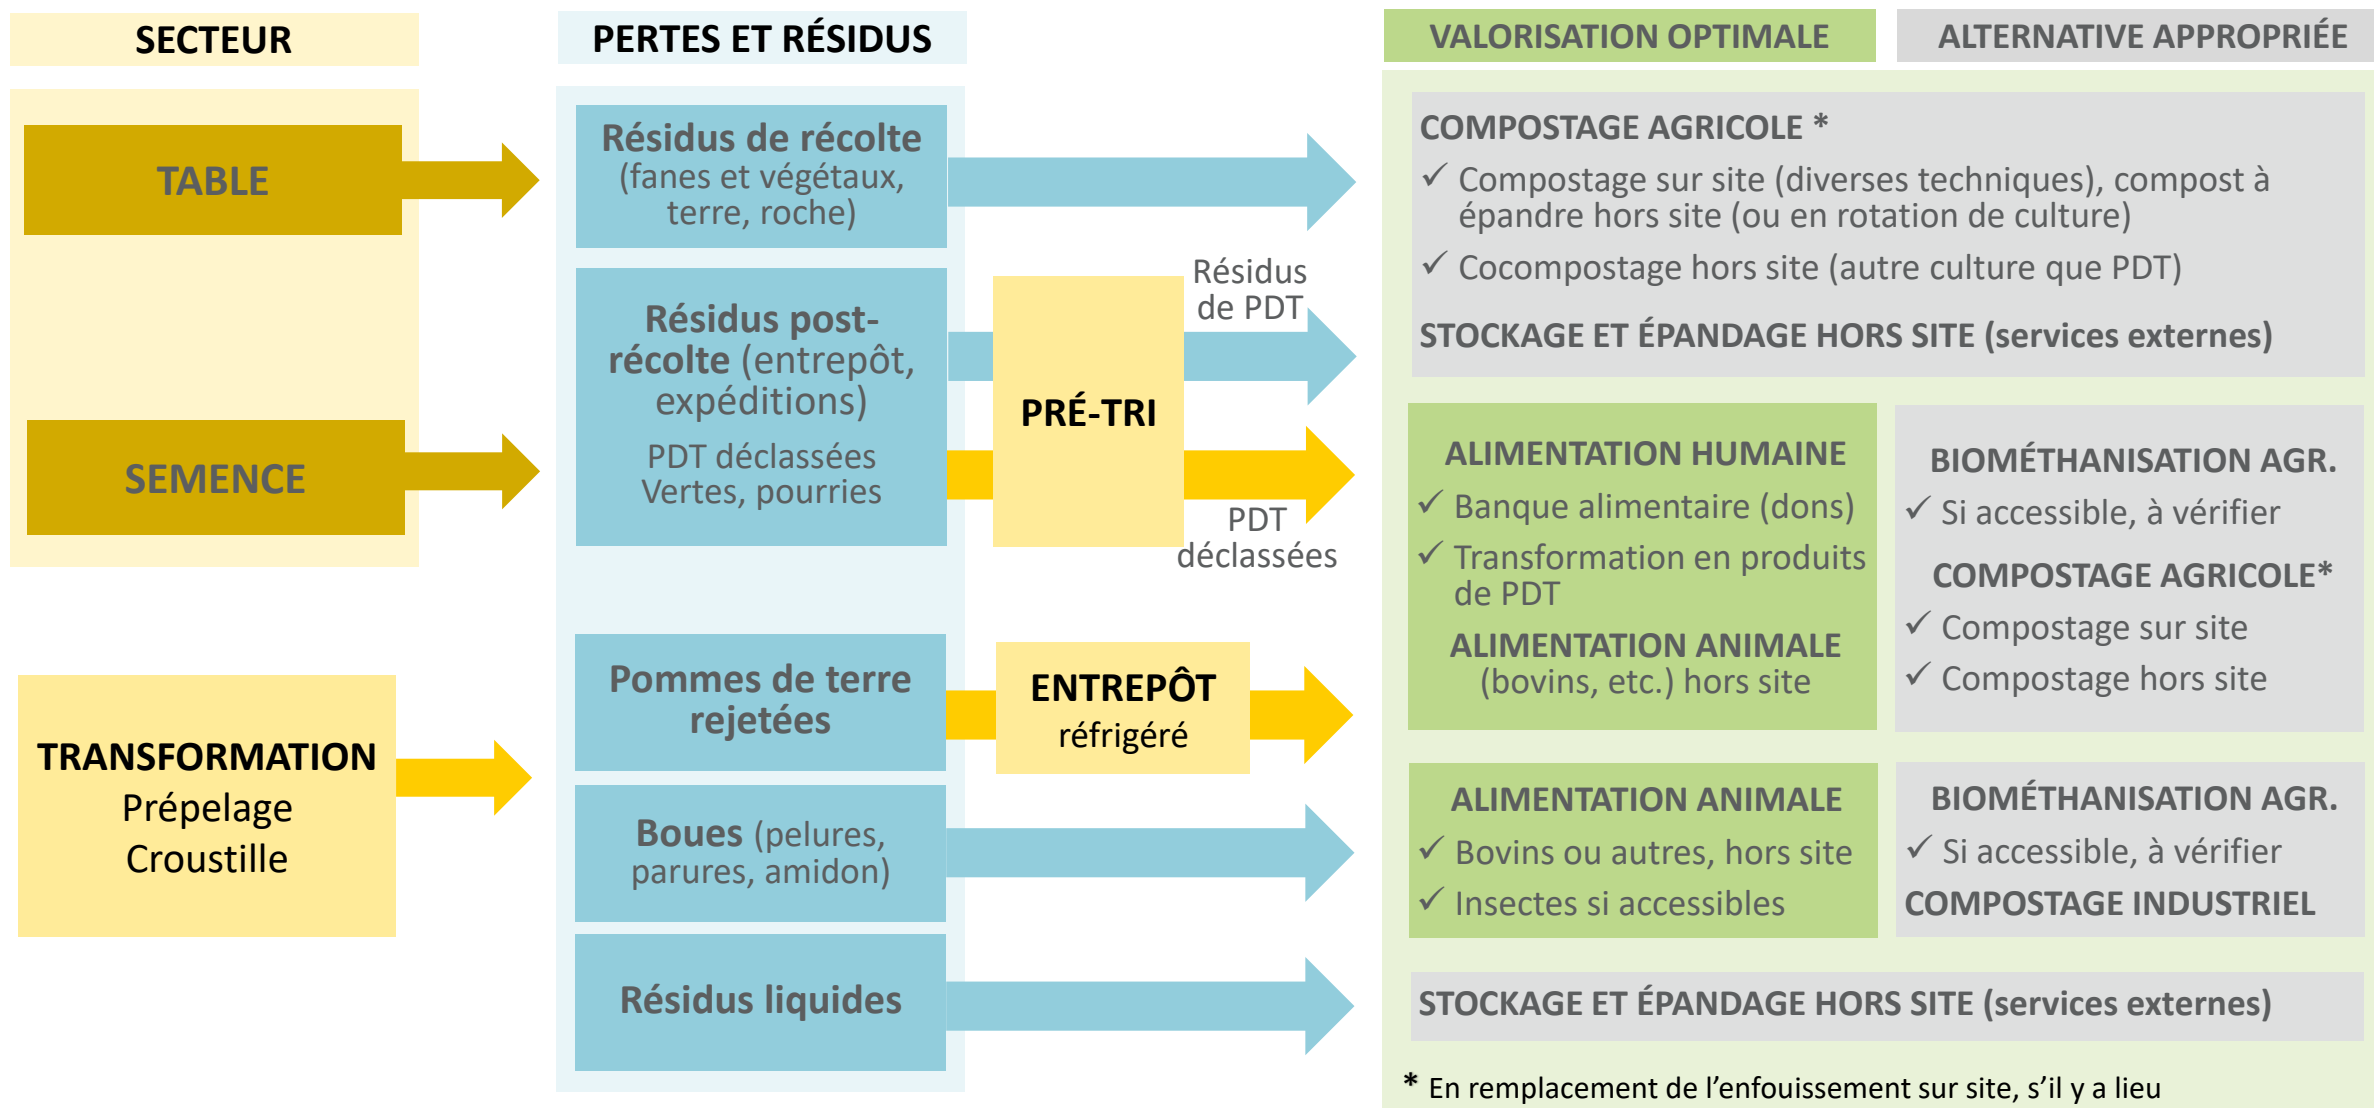 SECTEUR
PERTES ET RÉSIDUS
VALORISATION OPTIMALE
ALTERNATIVE APPROPRIÉE
TABLE
SEMENCE
TRANSFORMATION
Prépelage
Croustille
Résidus de récolte
(fanes et végétaux,
terre, roche)
Résidus post-
récolte (entrepôt,
expéditions)
PDT déclassées
Vertes, pourries
Pommes de terre
rejetées
Boues (pelures,
parures, amidon)
Résidus liquides
PRÉ-TRI
Résidus
de PDT
PDT
déclassées
ENTREPÔT
réfrigéré
COMPOSTAGE AGRICOLE *
✓ Compostage sur site (diverses techniques), compost à
épandre hors site (ou en rotation de culture)
✓ Cocompostage hors site (autre culture que PDT)
STOCKAGE ET ÉPANDAGE HORS SITE (services externes)
ALIMENTATION HUMAINE
✓ Banque alimentaire (dons)
✓ Transformation en produits
de PDT
ALIMENTATION ANIMALE
(bovins, etc.) hors site
BIOMÉTHANISATION AGR.
✓ Si accessible, à vérifier
COMPOSTAGE AGRICOLE*
✓ Compostage sur site
✓ Compostage hors site
ALIMENTATION ANIMALE
✓ Bovins ou autres, hors site
✓ Insectes si accessibles
BIOMÉTHANISATION AGR.
✓ Si accessible, à vérifier
COMPOSTAGE INDUSTRIEL
STOCKAGE ET ÉPANDAGE HORS SITE (services externes)
* En remplacement de l’enfouissement sur site, s’il y a lieu